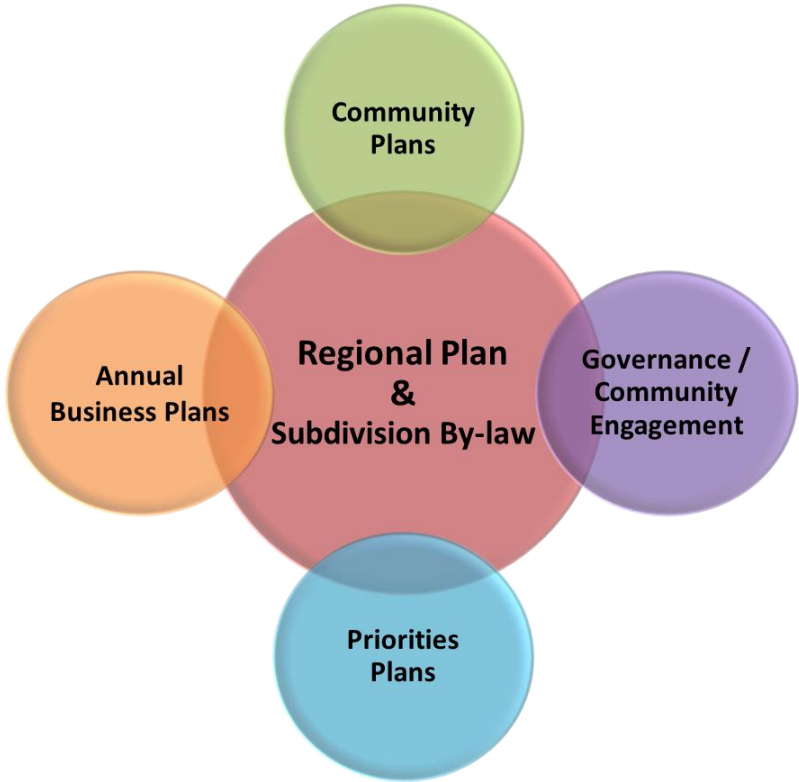 Community
Plans
Regional Plan
&
Subdivision By-law
Annual
Business Plans
Governance /
Community
Engagement
Priorities
Plans